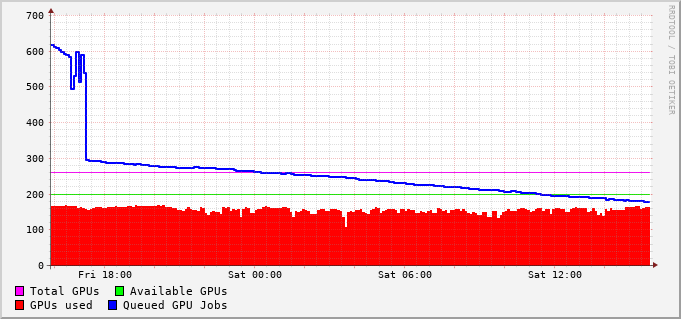 700
600
500
400
300
200
100
0
Fri 18:00 Sat 00:00 Sat 06:00 Sat 12:00
Total GPUs Available GPUs
GPUs used Queued GPU Jobs
RRDTOOL / TOBI OETIKER